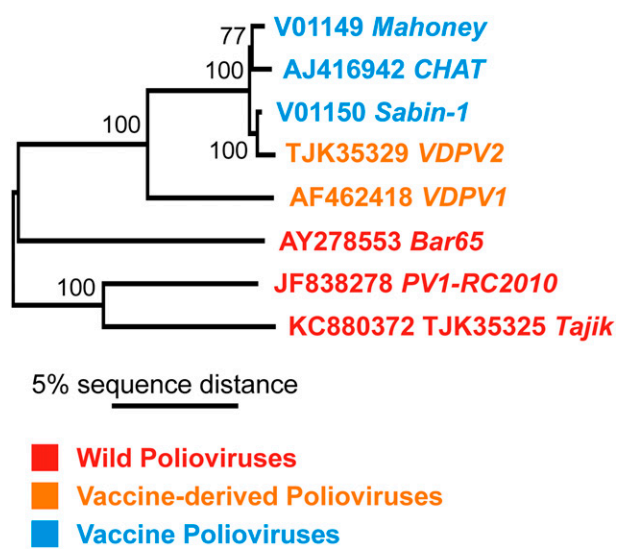 77
V01149 Mahoney
100
AJ416942 CHAT
V01150 Sabin-1
100
100
TJK35329 VDPV2
AF462418 VDPV1
AY278553 Bar65
100
JF838278 PV1-RC2010
KC880372 TJK35325 Tajik
5% sequence distance
Wild Polioviruses
Vaccine-derived Polioviruses
Vaccine Polioviruses